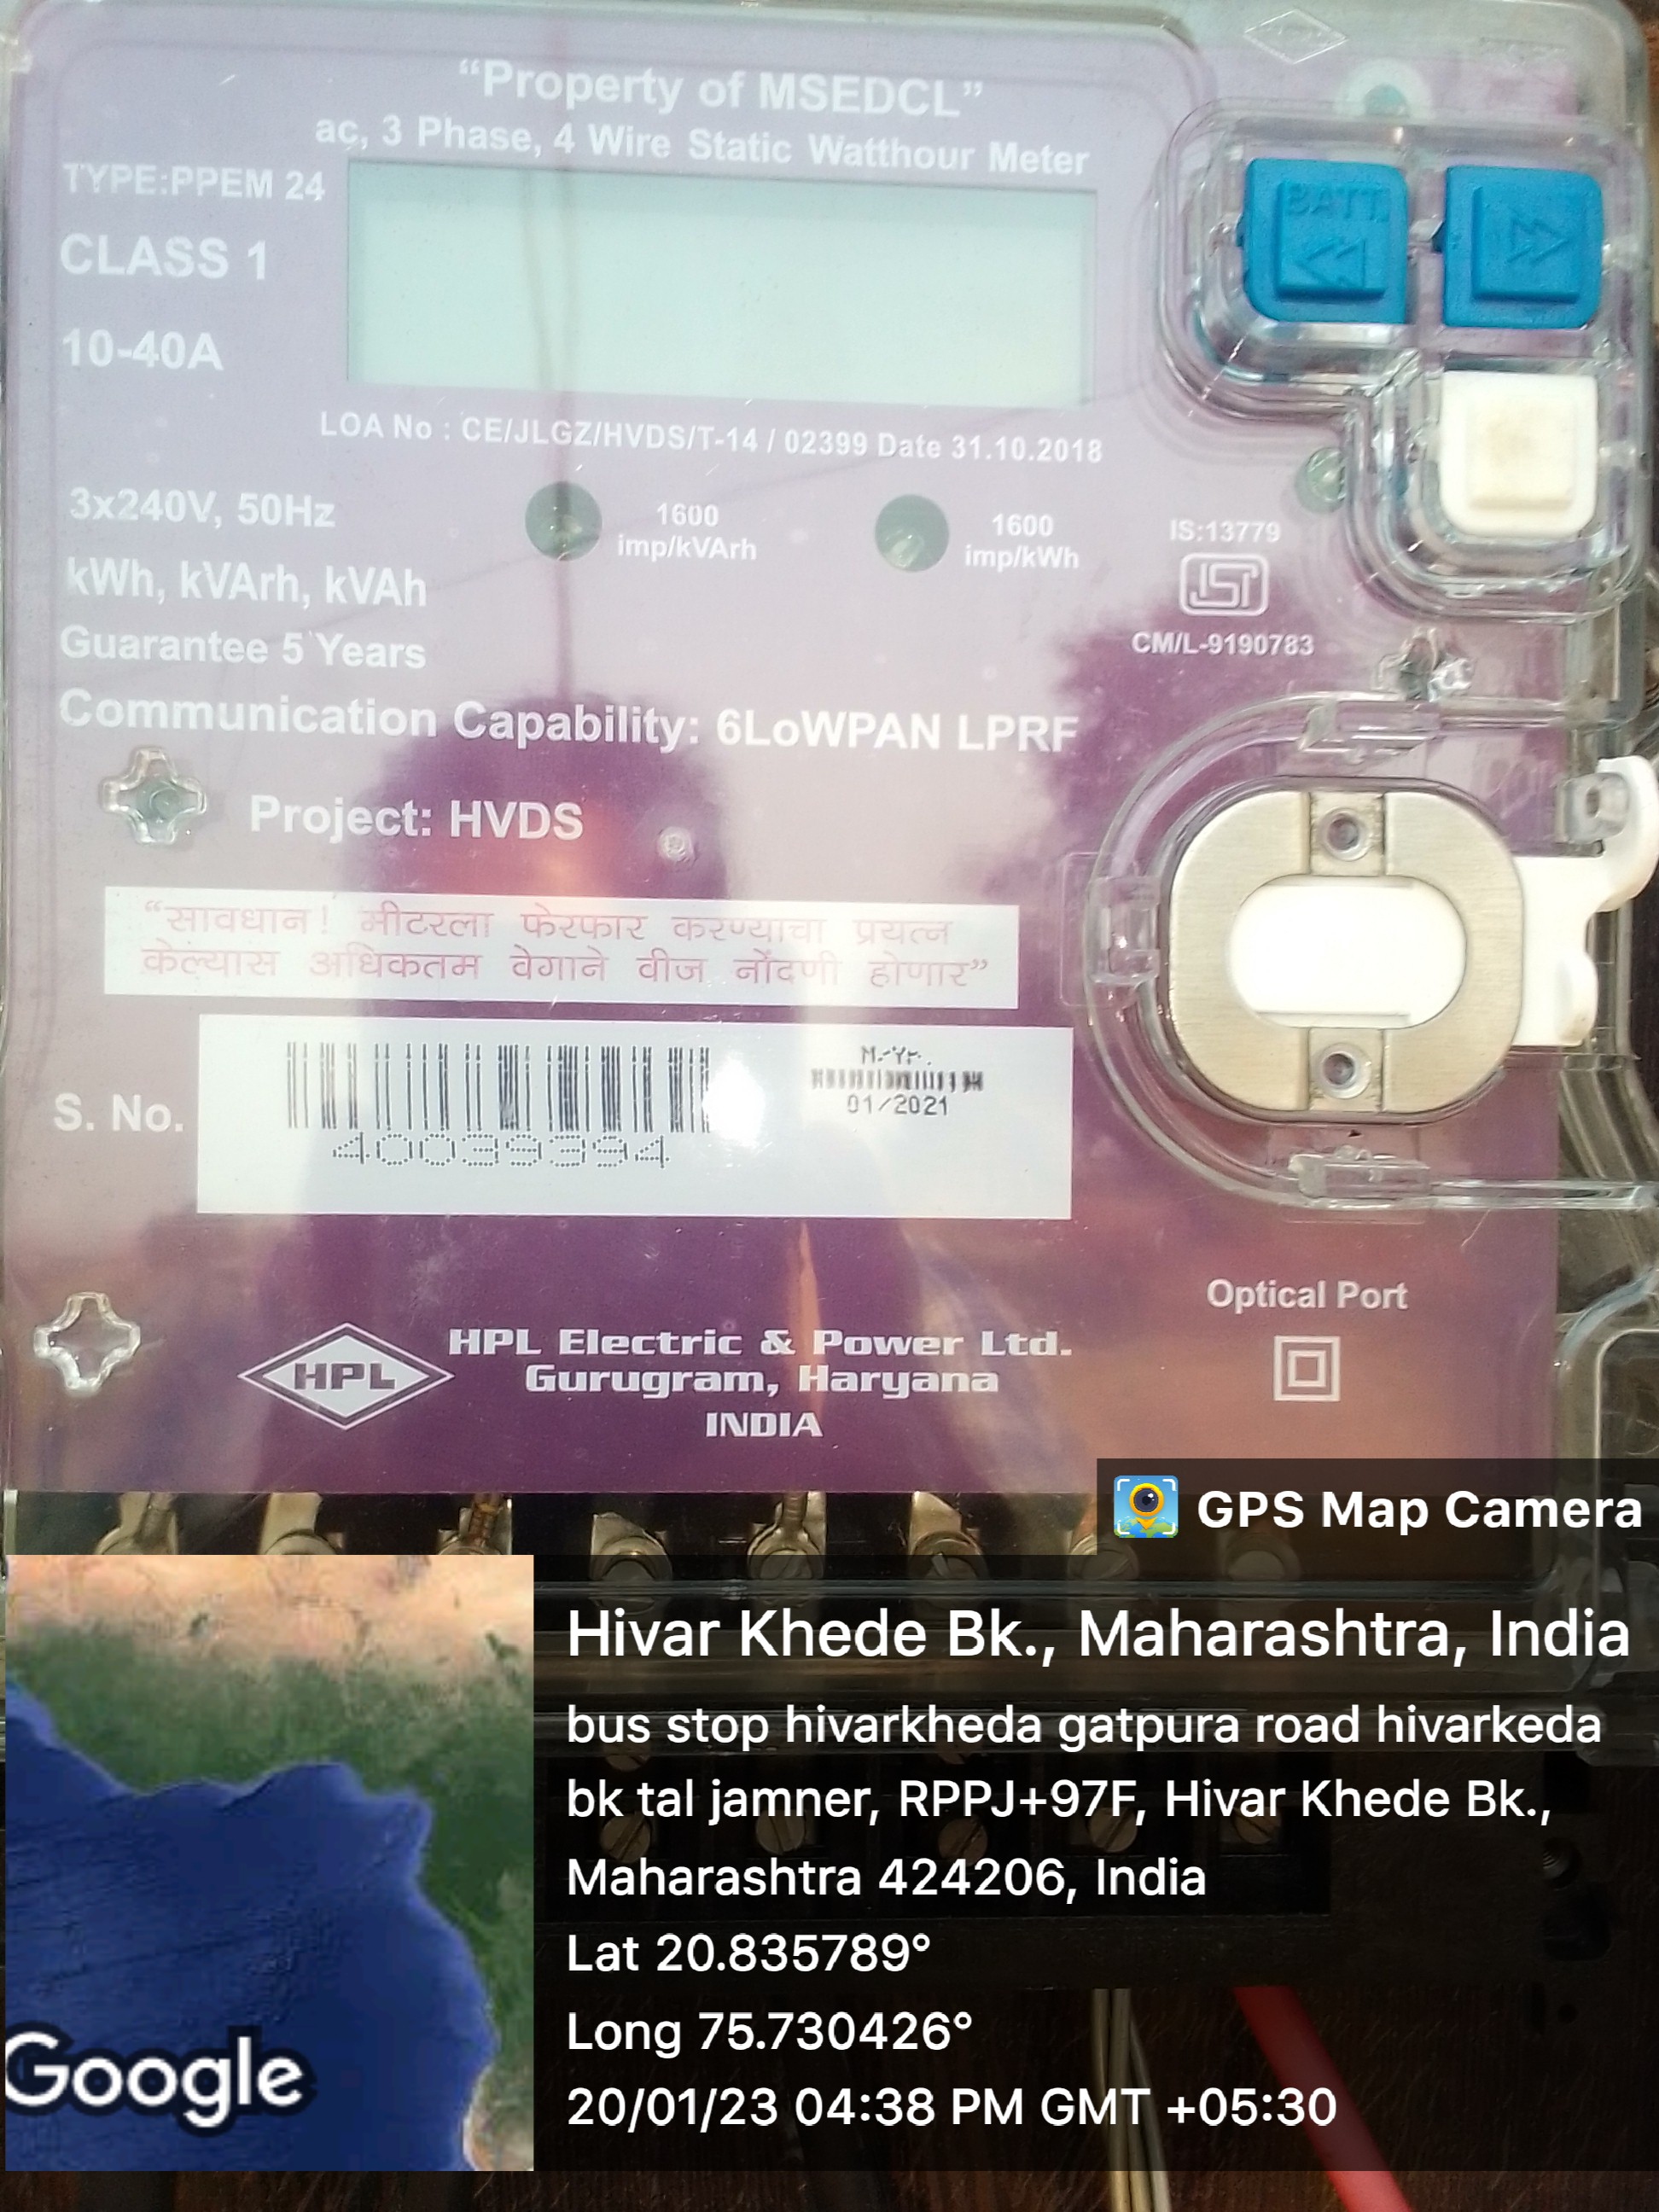 “Property of MSEDCL”
ac, 3 Phase, 4 Wire Static Watthour Meter
TYPE:PPEM 24
CLASS 1
10-40A
BATT.
LOA No : CE/JLGZ/HVDS/T-14 / 02399 Date 31.10.2018
3x240V, 50Hz
1600
imp/kVArh
1600
imp/kWh
IS:13779
ISI
CM/L-9190783
kWh, kVArh, kVAh
Guarantee 5 Years
Communication Capability: 6LoWPAN LPRF
Project: HVDS
“सावधान! मीटरला फेरफार करण्याचा प्रयत्न
केल्यास अधिकतम वेगाने वीज नोंदणी होणार”
S. No.
40039394
M.-Yr.
01/2021
Optical Port
HPL
HPL Electric & Power Ltd.
Gurugram, Haryana
INDIA
GPS Map Camera
Hivar Khede Bk., Maharashtra, India
bus stop hivarkheda gatpura road hivarkeda
bk tal jamner, RPPJ+97F, Hivar Khede Bk.,
Maharashtra 424206, India
Lat 20.835789°
Long 75.730426°
20/01/23 04:38 PM GMT +05:30
Google